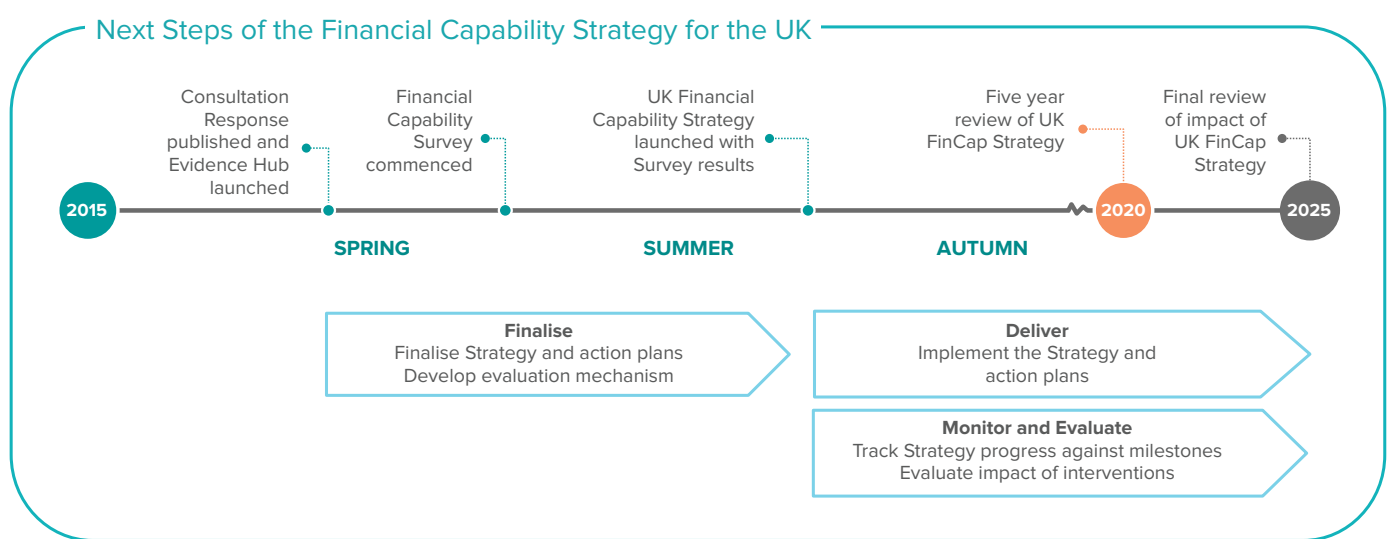 Next Steps of the Financial Capability Strategy for the UK
Consultation
Response
published and
Evidence Hub
launched
Financial
Capability
Survey
commenced
UK Financial
Capability Strategy
launched with
Survey results
Five year
review of UK
FinCap Strategy
Final review
of impact of
UK FinCap
Strategy
2015
2020
2025
SPRING
SUMMER
AUTUMN
Finalise
Finalise Strategy and action plans
Develop evaluation mechanism
Deliver
Implement the Strategy and
action plans
Monitor and Evaluate
Track Strategy progress against milestones
Evaluate impact of interventions